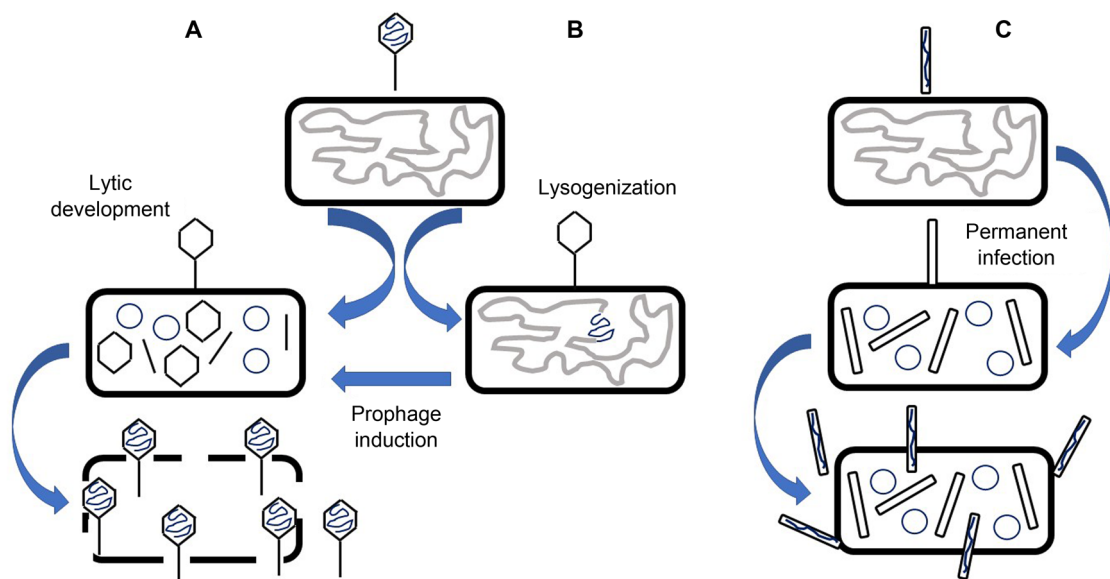 A
B
C
Lytic
development
Lysogenization
Permanent
infection
Prophage
induction